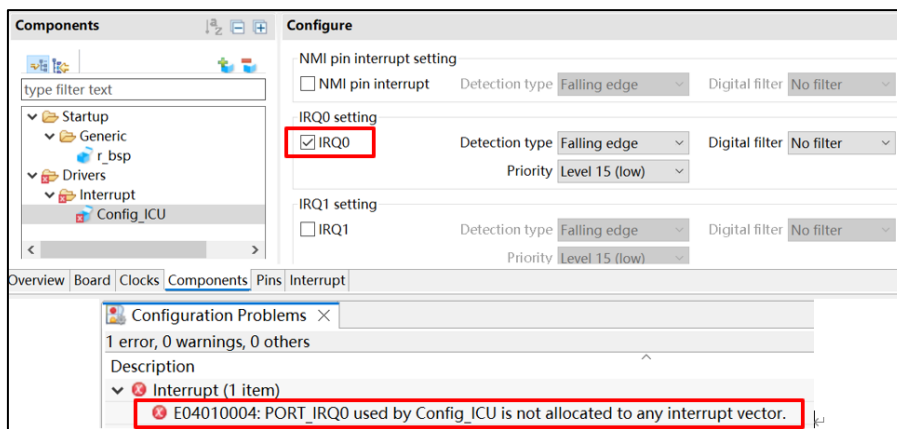 Components
Configure
type filter text
Startup
Generic
r_bsp
Drivers
Interrupt
Config_ICU
NMI pin interrupt setting
NMI pin interrupt Detection type Falling edge Digital filter No filter
IRQ0 setting
IRQ0 Detection type Falling edge Digital filter No filter
Priority Level 15 (low)
IRQ1 setting
IRQ1 Detection type Falling edge Digital filter No filter
Priority Level 15 (low)
Overview Board Clocks Components Pins Interrupt
Configuration Problems
1 error, 0 warnings, 0 others
Description
Interrupt (1 item)
E04010004: PORT_IRQ0 used by Config_ICU is not allocated to any interrupt vector.